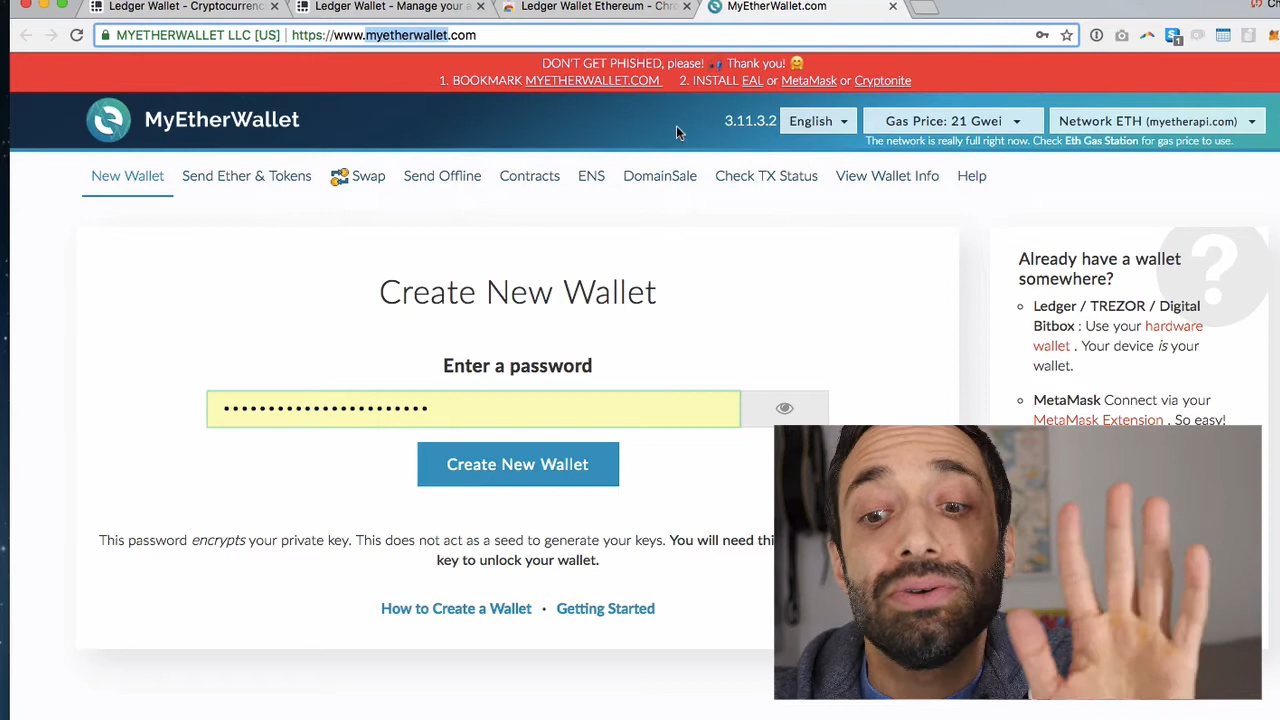 Ledger Wallet - Cryptocurrenc
Ledger Wallet - Manage your a
Ledger Wallet Ethereum - Chro
MyEtherWallet.com
MYETHERWALLET LLC [US] https://www.myetherwallet.com
DON'T GET PHISHED, please! Thank you!
1. BOOKMARK MYETHERWALLET.COM 2. INSTALL EAL or MetaMask or Cryptonite
MyEtherWallet
3.11.3.2 English Gas Price: 21 Gwei Network ETH (myetherapi.com)
The network is really full right now. Check Eth Gas Station for gas price to use.
New Wallet Send Ether & Tokens Swap Send Offline Contracts ENS DomainSale Check TX Status View Wallet Info Help
Create New Wallet
Enter a password
Create New Wallet
This password encrypts your private key. This does not act as a seed to generate your keys. You will need thi
key to unlock your wallet.
How to Create a Wallet · Getting Started
Already have a wallet
somewhere?
Ledger / TREZOR / Digital
Bitbox : Use your hardware
wallet . Your device is your
wallet.
MetaMask Connect via your
MetaMask Extension . So easy!